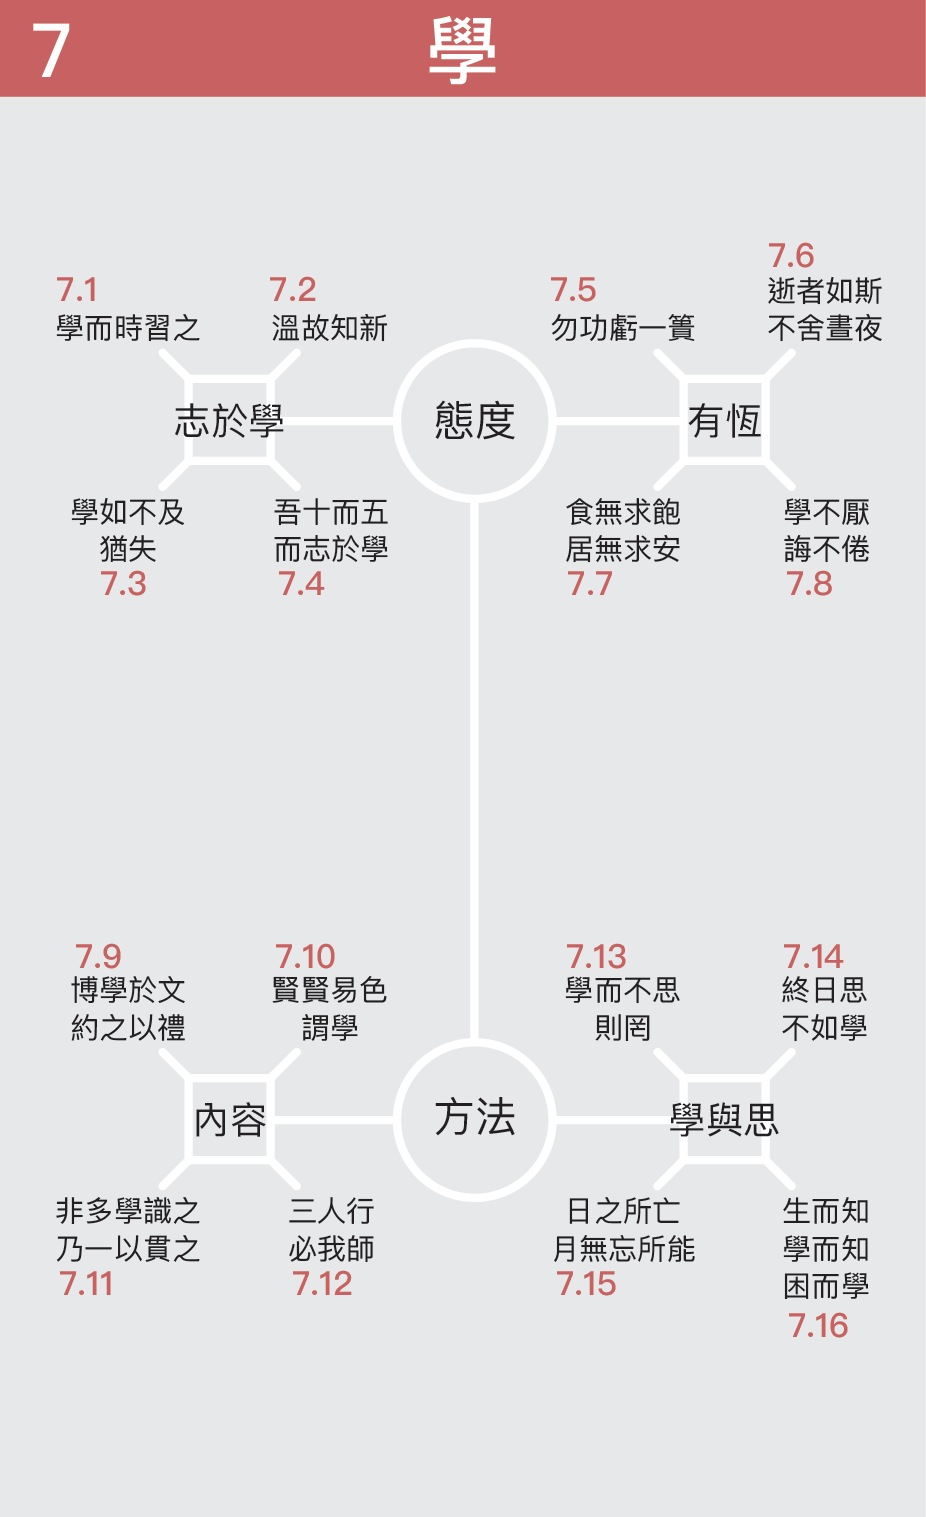 7
學
7.1
學而時習之
7.2
溫故知新
志於學
學如不及
猶失
7.3
吾十而五
而志於學
7.4
態度
7.5
勿功虧一簣
7.6
逝者如斯
不舍晝夜
有恆
食無求飽
居無求安
7.7
學不厭
誨不倦
7.8
7.9
博學於文
約之以禮
7.10
賢賢易色
謂學
內容
非多學識之
乃一以貫之
7.11
三人行
必我師
7.12
方法
7.13
學而不思
則罔
7.14
終日思
不如學
學與思
日之所亡
月無忘所能
7.15
生而知
學而知
困而學
7.16